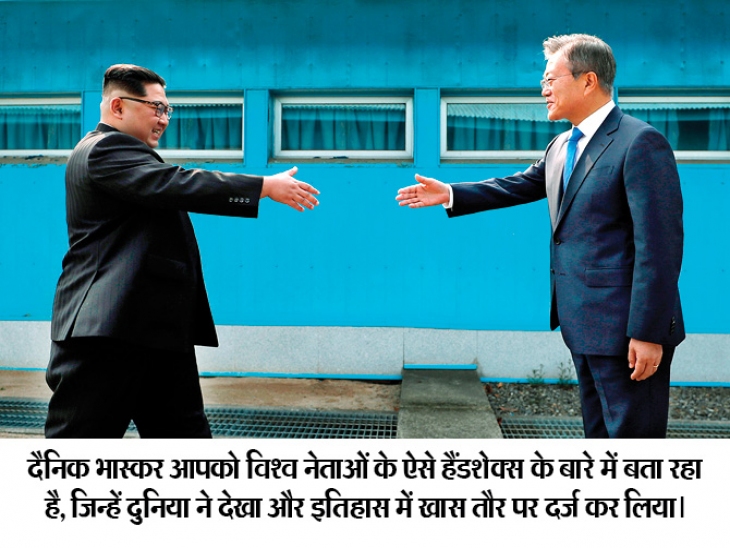 दैनिक भास्कर आपको विश्व नेताओं के ऐसे हैंडशेक्स के बारे में बता रहा
है, जिन्हें दुनिया ने देखा और इतिहास में खास तौर पर दर्ज कर लिया।